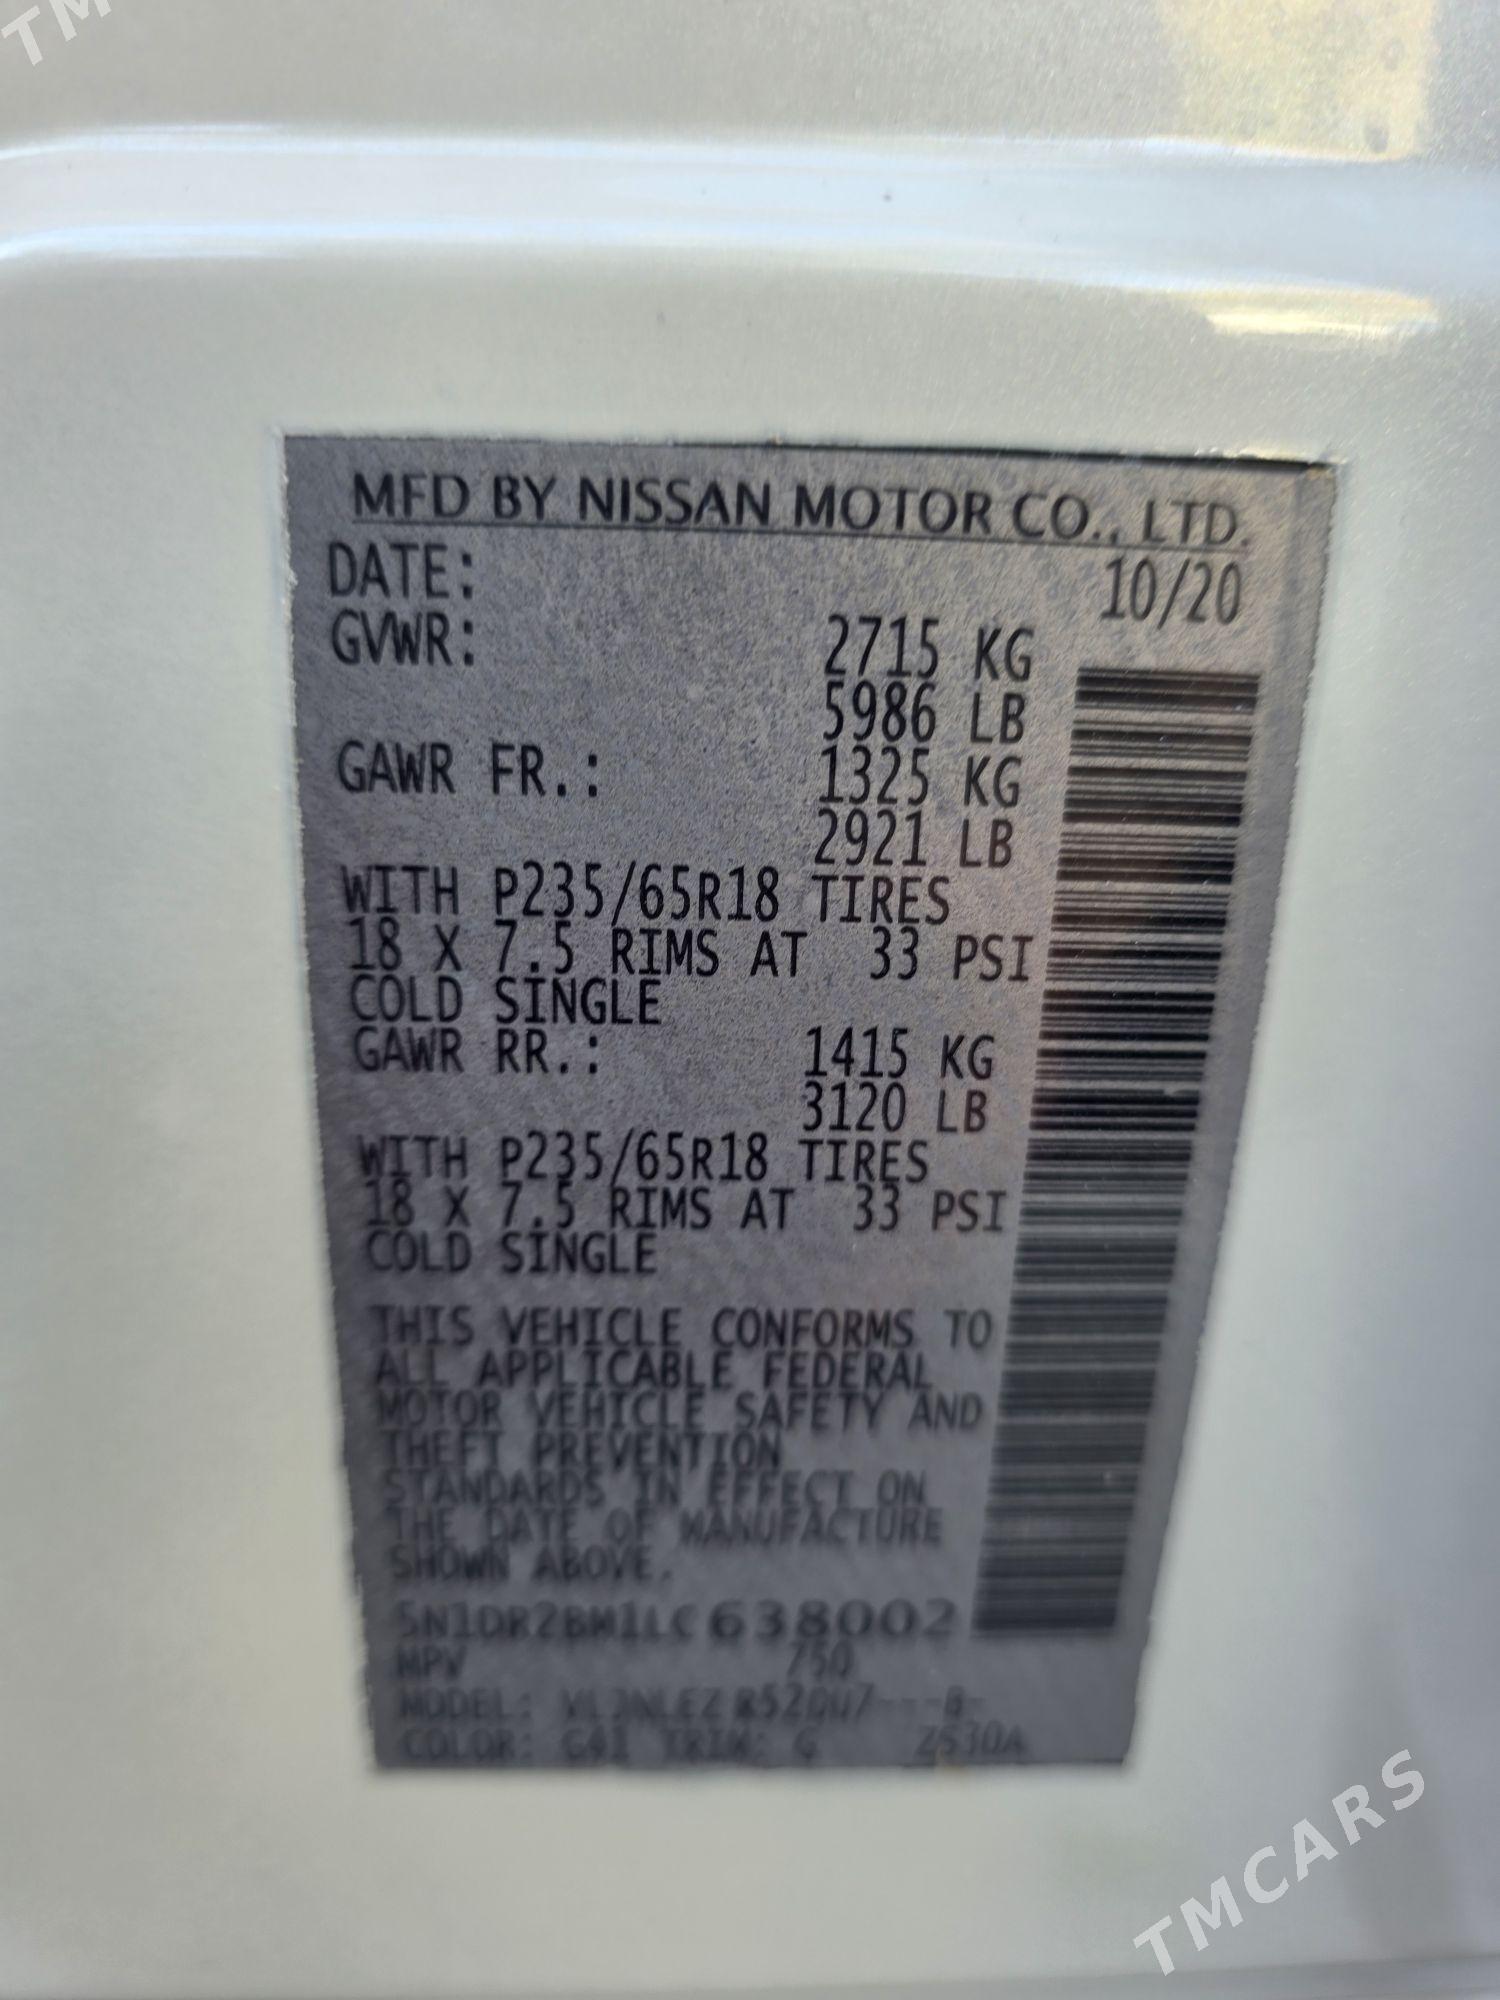 TM
MFD BY NISSAN MOTOR CO., LTD.
DATE: 10/20
GVWR: 2715 KG
5986 LB
GAWR FR.: 1325 KG
2921 LB
WITH P235/65R18 TIRES
18 X 7.5 RIMS AT 33 PSI
COLD SINGLE
GAWR RR.: 1415 KG
3120 LB
WITH P235/65R18 TIRES
18 X 7.5 RIMS AT 33 PSI
COLD SINGLE
THIS VEHICLE CONFORMS TO
ALL APPLICABLE FEDERAL
MOTOR VEHICLE SAFETY AND
THEFT PREVENTION
STANDARDS IN EFFECT ON
THE DATE OF MANUFACTURE
SHOWN ABOVE.
5N1DR2BM1LC638002
MPV 750
MODEL:
COLOR: TRIM: G
TMCARS